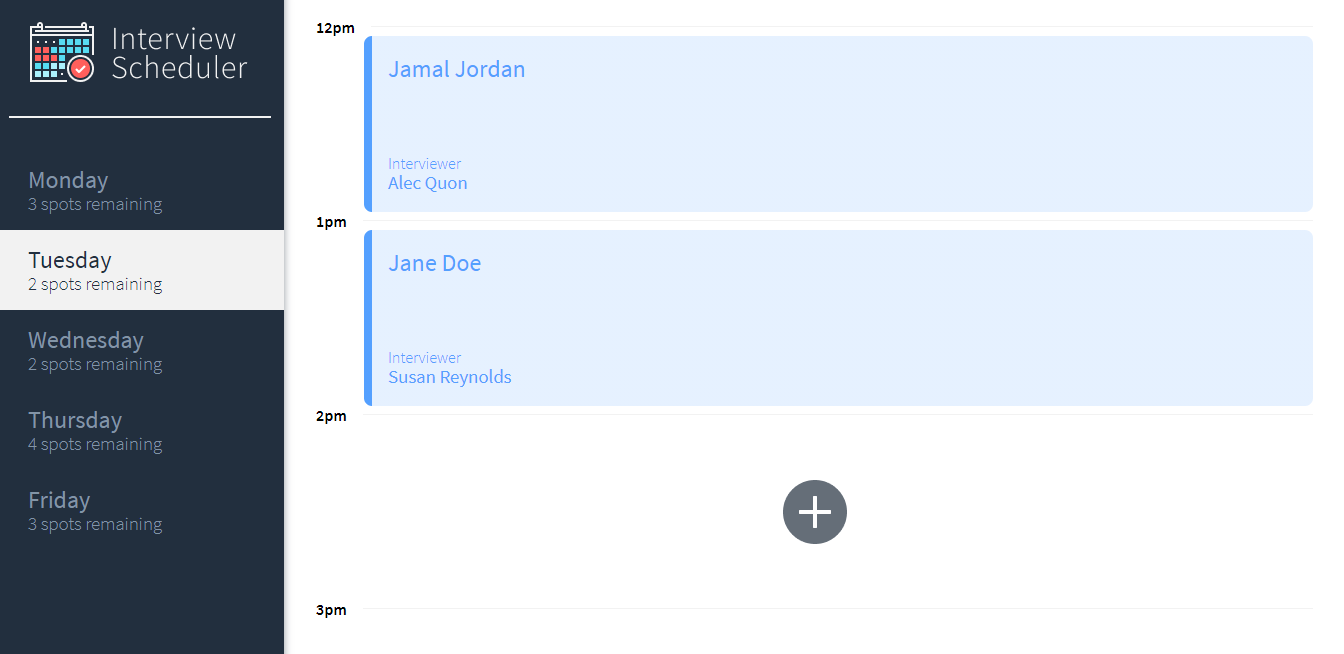 Interview
Scheduler
Monday
3 spots remaining
Tuesday
2 spots remaining
Wednesday
2 spots remaining
Thursday
4 spots remaining
Friday
3 spots remaining
12pm
Jamal Jordan
Interviewer
Alec Quon
1pm
Jane Doe
Interviewer
Susan Reynolds
2pm
3pm